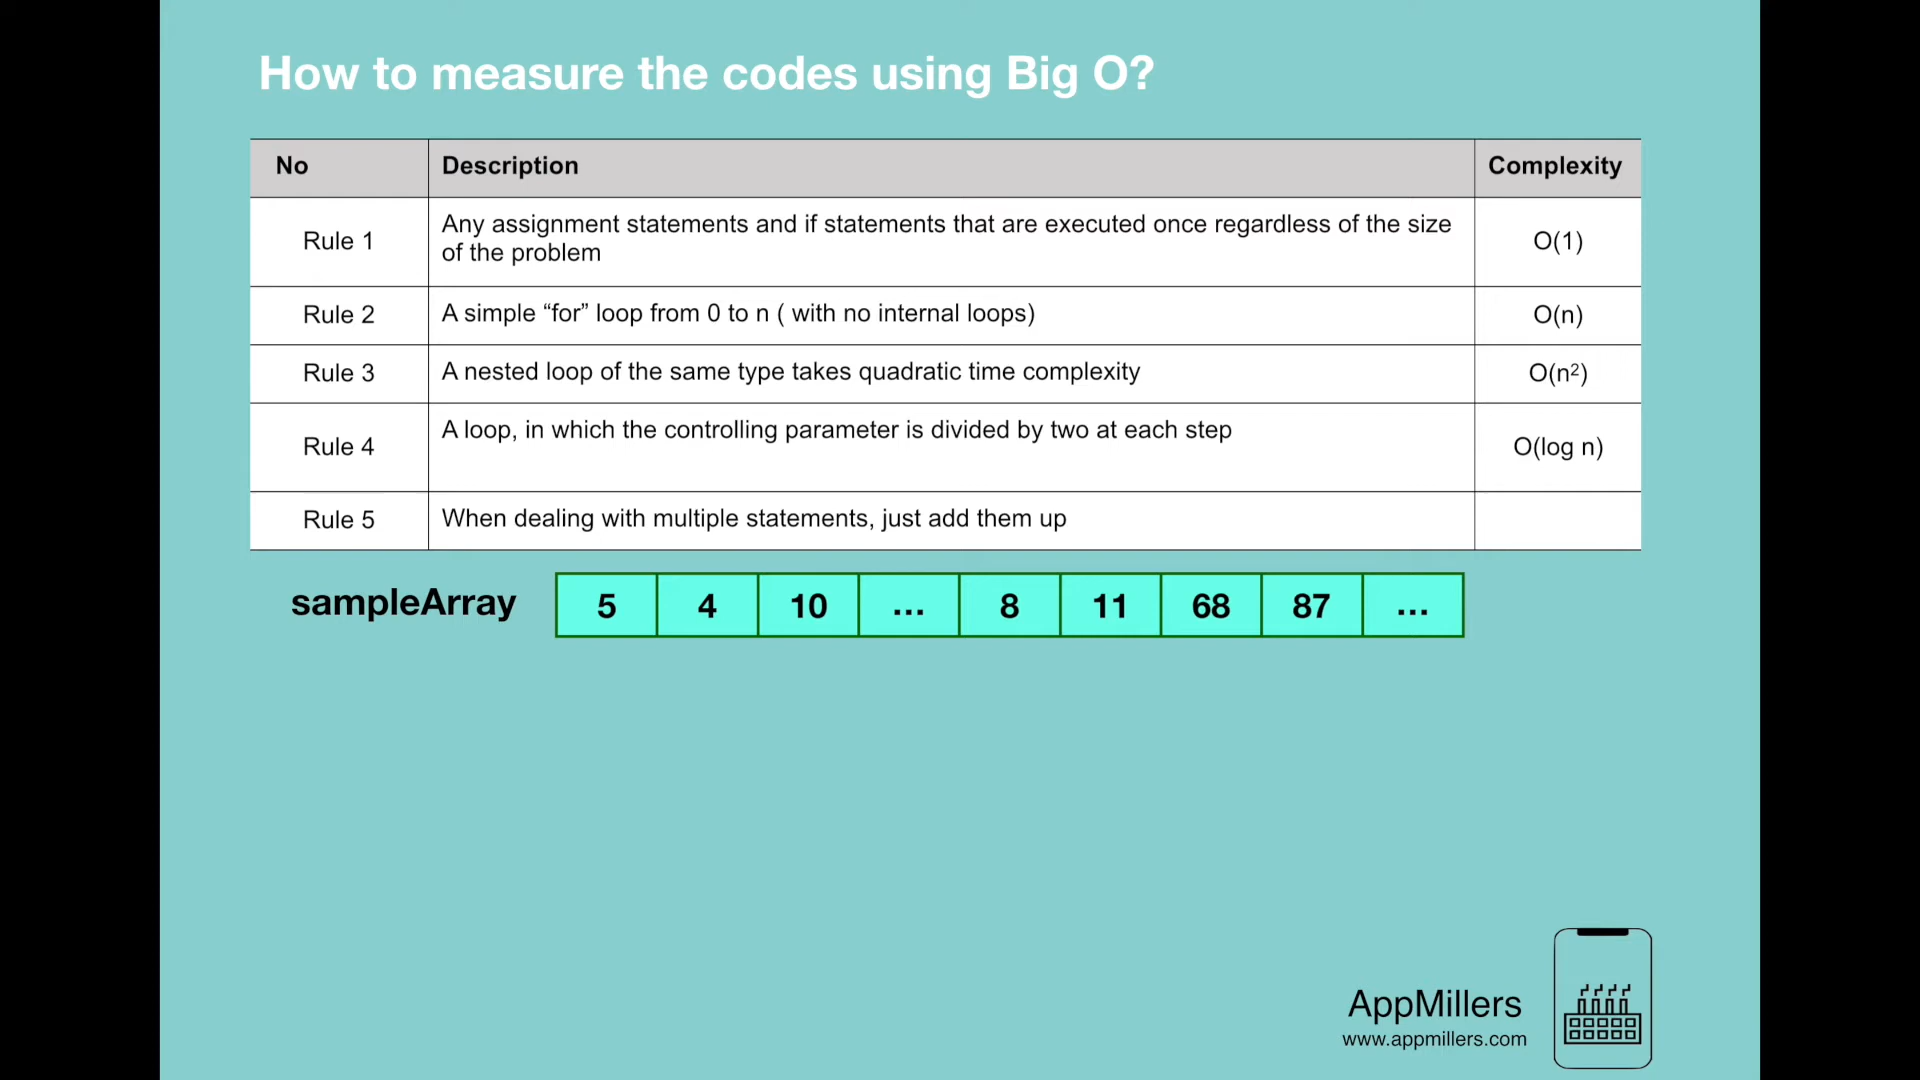 How to measure the codes using Big O?
No Description Complexity
Rule 1 Any assignment statements and if statements that are executed once regardless of the size of the problem O(1)
Rule 2 A simple “for” loop from 0 to n ( with no internal loops) O(n)
Rule 3 A nested loop of the same type takes quadratic time complexity O(n²)
Rule 4 A loop, in which the controlling parameter is divided by two at each step O(log n)
Rule 5 When dealing with multiple statements, just add them up
sampleArray 5 4 10 ... 8 11 68 87 ...
AppMillers
www.appmillers.com